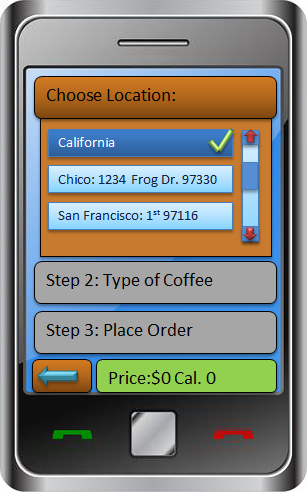 Choose Location:
California
Chico: 1234 Frog Dr. 97330
San Francisco: 1st 97116
Step 2: Type of Coffee
Step 3: Place Order
Price:$0 Cal. 0